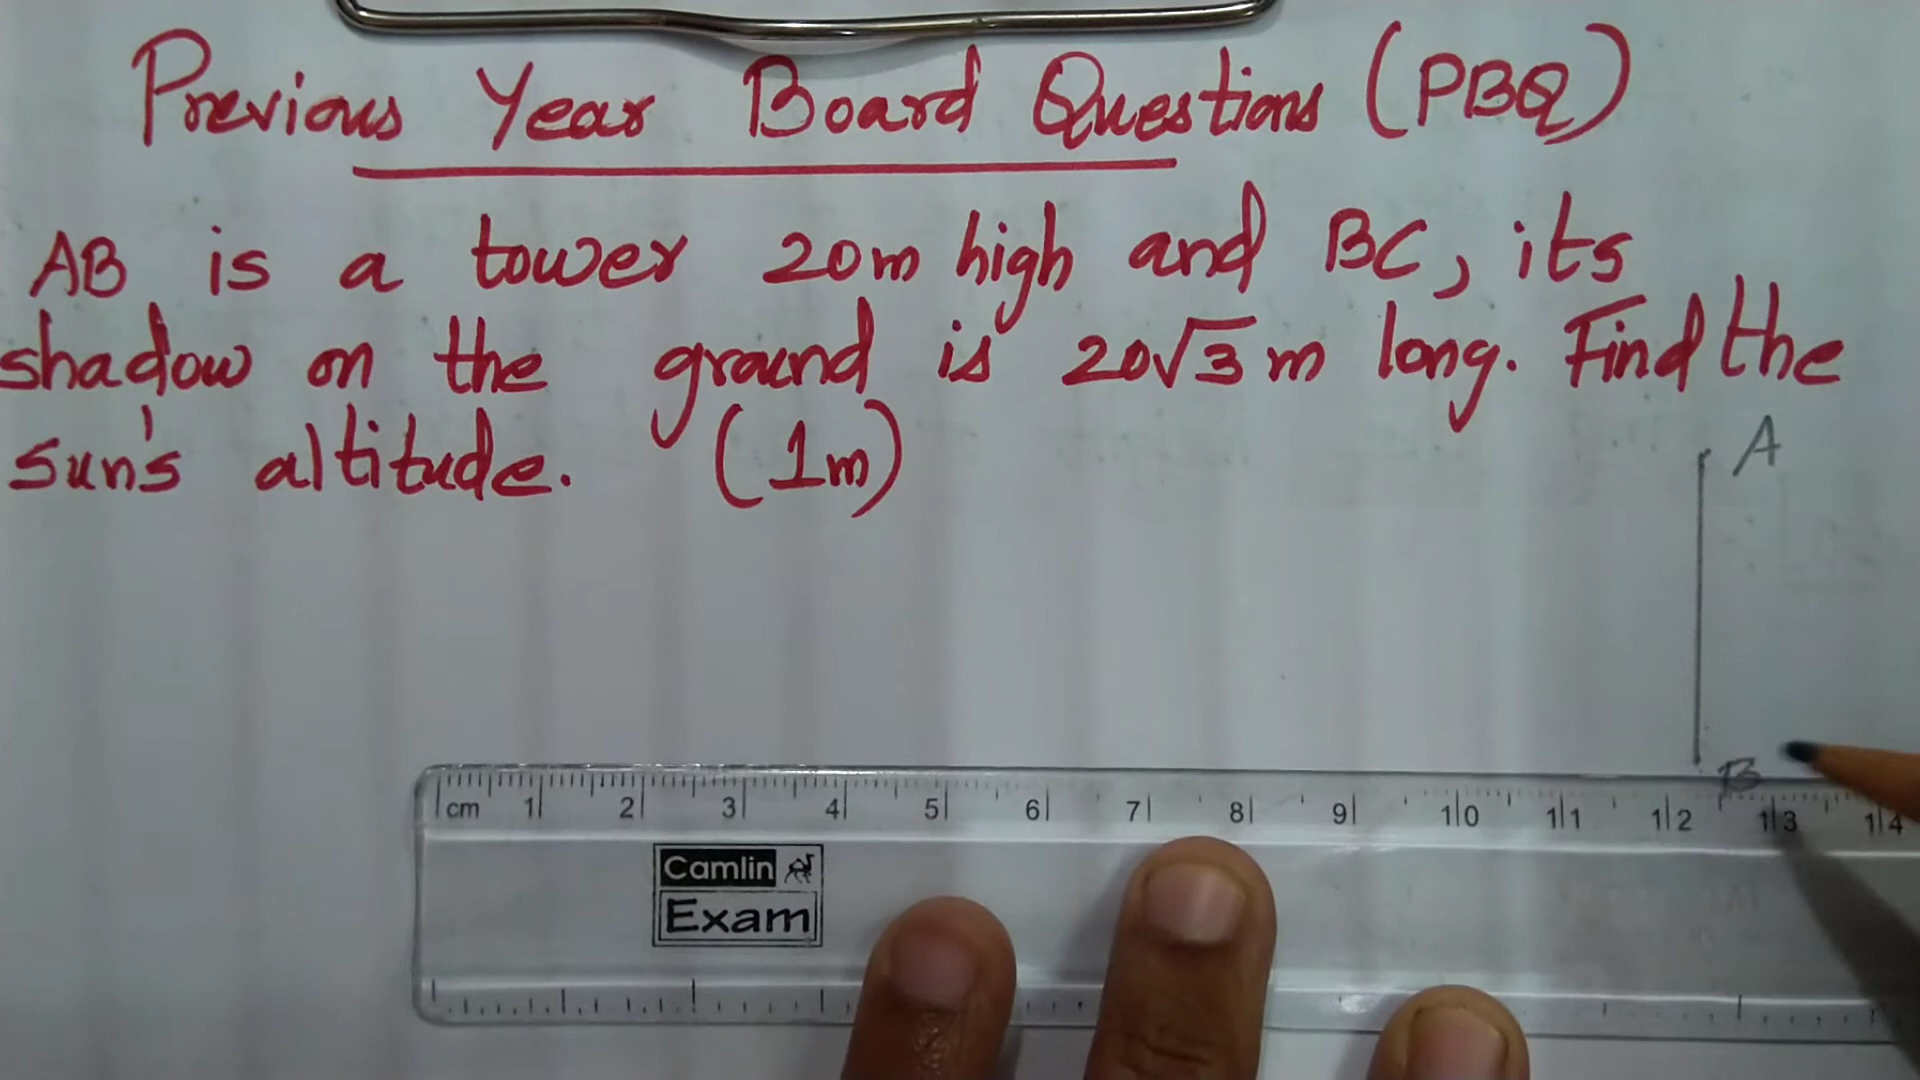 Previous Year Board Questions (PBQ)
AB is a tower 20m high and BC, its
shadow on the ground is 20√3 m long. Find the
sun's altitude. (1m)
A
B
cm 1 2 3 4 5 6 7 8 9 10 11 12 13 14
Camlin
Exam